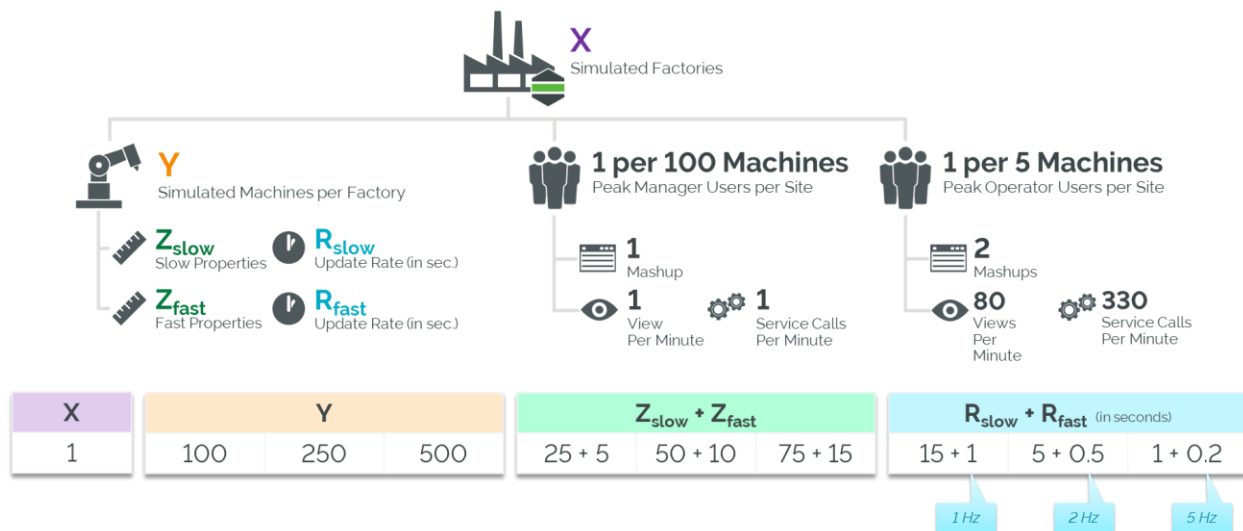 X
Simulated Factories
Y
Simulated Machines per Factory
Zslow
Slow Properties
Rslow
Update Rate (in sec.)
Zfast
Fast Properties
Rfast
Update Rate (in sec.)
1 per 100 Machines
Peak Manager Users per Site
1
Mashup
1
View
Per Minute
1
Service Calls
Per Minute
1 per 5 Machines
Peak Operator Users per Site
2
Mashups
80
Views
Per
Minute
330
Service Calls
Per Minute
X Y Zslow + Zfast Rslow + Rfast (in seconds)
1 100 250 500 25 + 5 50 + 10 75 + 15 15 + 1 5 + 0.5 1 + 0.2
1 Hz 2 Hz 5 Hz